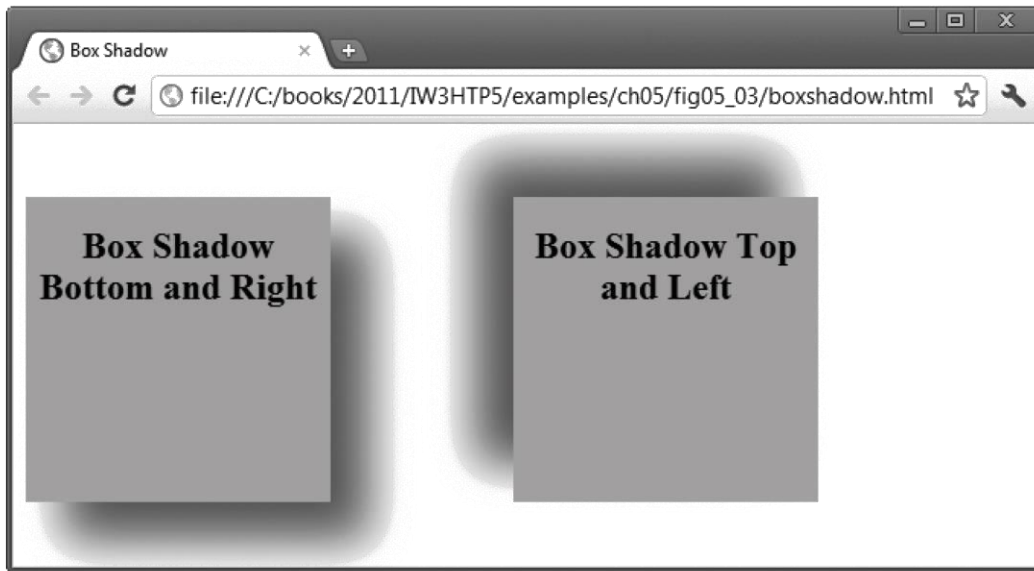 Box Shadow
file:///C:/books/2011/IW3HTP5/examples/ch05/fig05_03/boxshadow.html
Box Shadow
Bottom and Right
Box Shadow Top
and Left